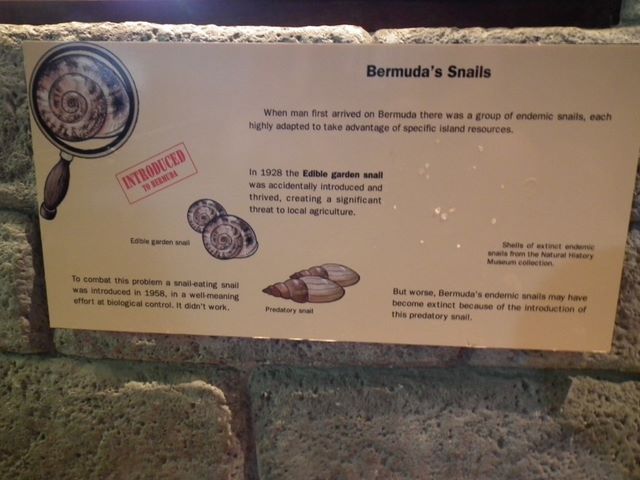 Bermuda's Snails
When man first arrived on Bermuda there was a group of endemic snails, each
highly adapted to take advantage of specific island resources.
INTRODUCED
TO BERMUDA
In 1928 the Edible garden snail
was accidentally introduced and
thrived, creating a significant
threat to local agriculture.
Edible garden snail
Shells of extinct endemic
snails from the Natural History
Museum collection.
To combat this problem a snail-eating snail
was introduced in 1958, in a well-meaning
effort at biological control. It didn't work.
Predatory snail
But worse, Bermuda's endemic snails may have
become extinct because of the introduction of
this predatory snail.